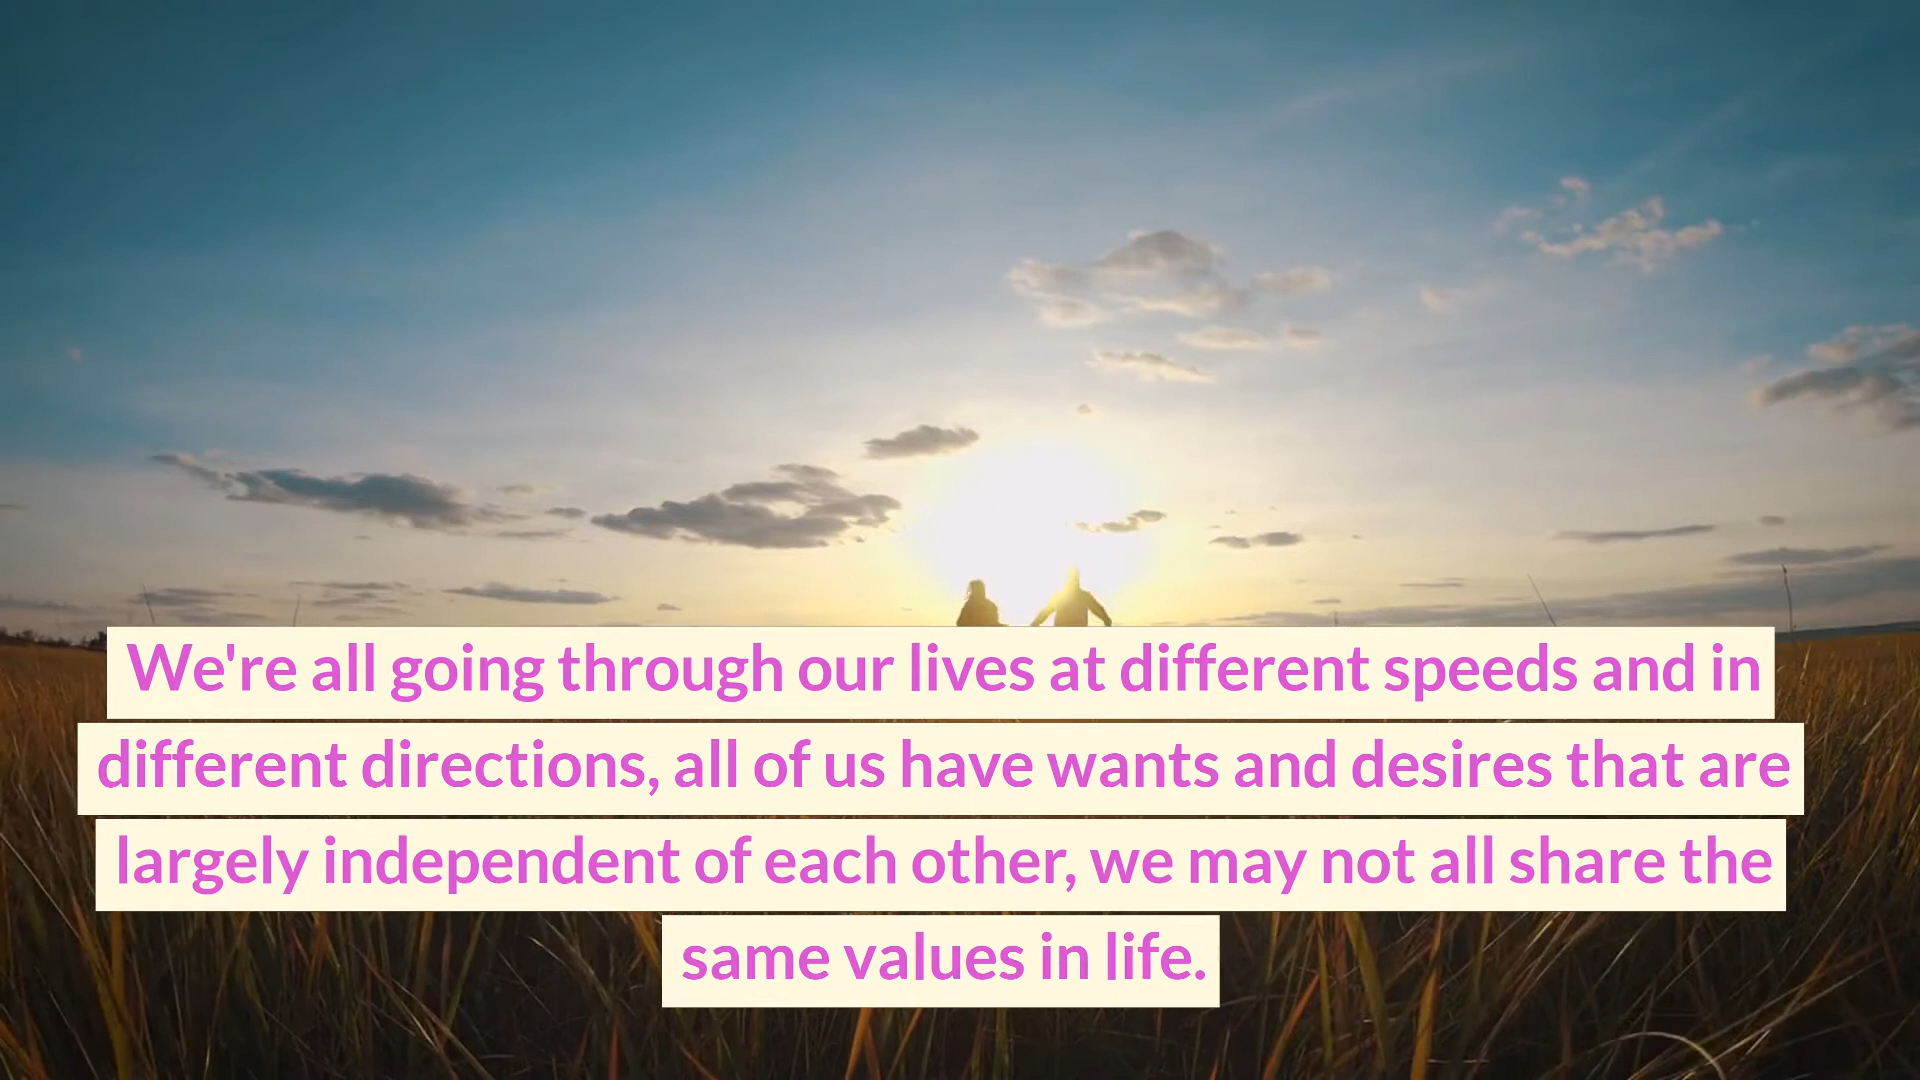 We're all going through our lives at different speeds and in
different directions, all of us have wants and desires that are
largely independent of each other, we may not all share the
same values in life.